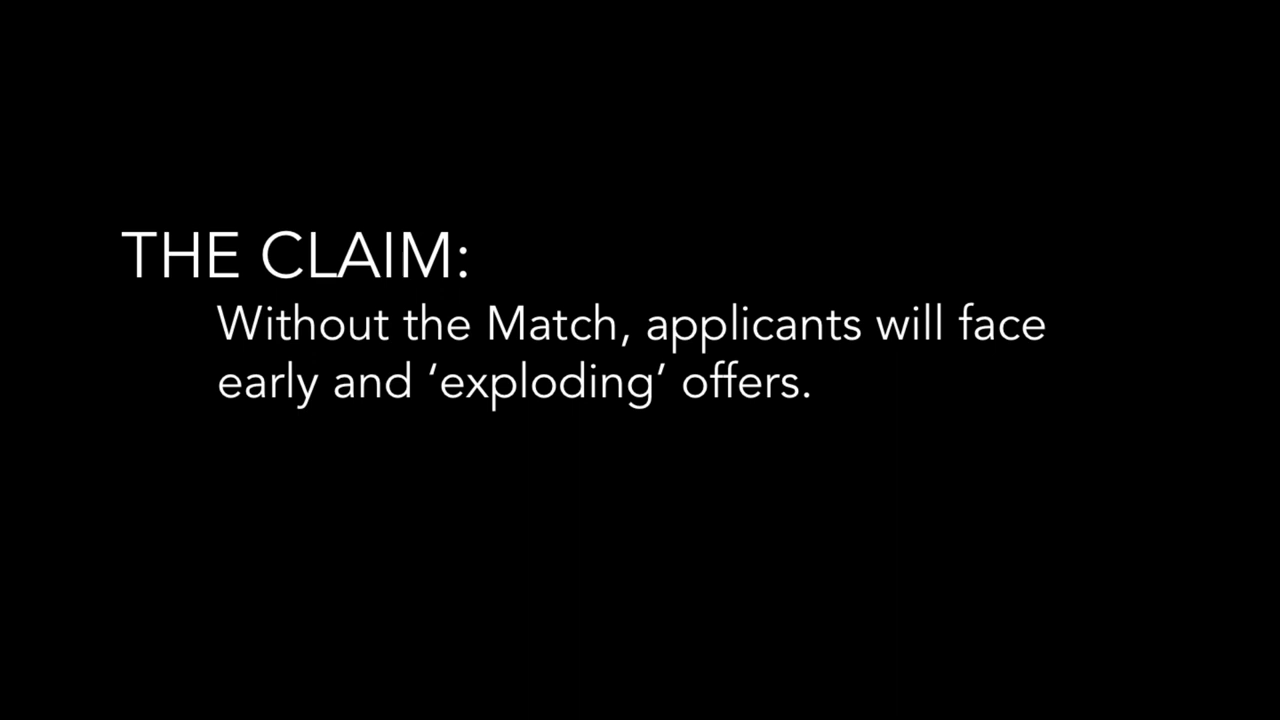 THE CLAIM:
Without the Match, applicants will face
early and ‘exploding’ offers.